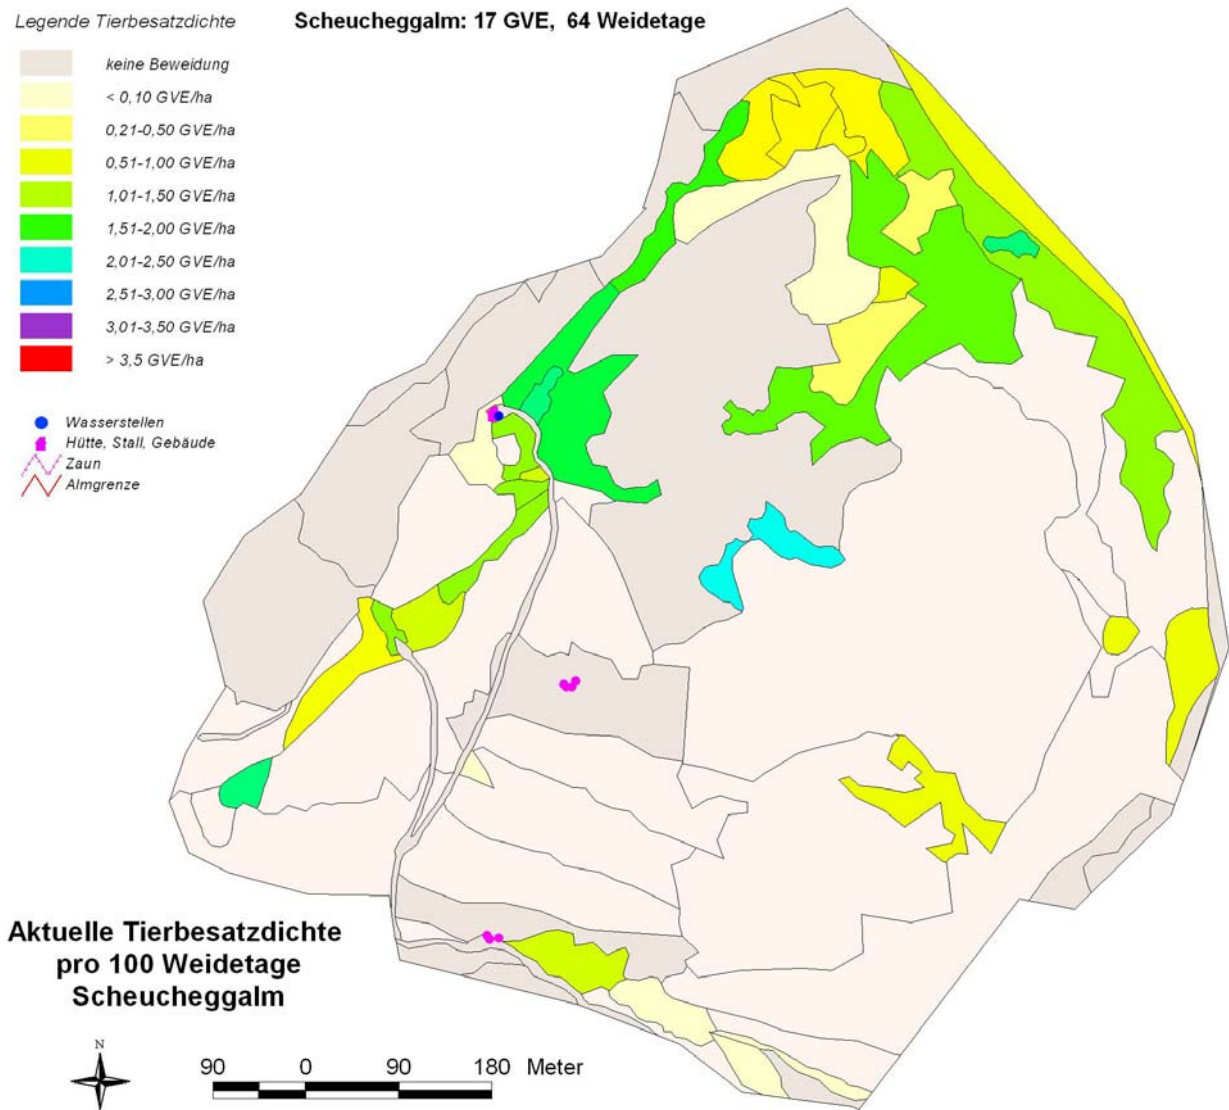 Legende Tierbesatzdichte
Scheucheggalm: 17 GVE, 64 Weidetage
keine Beweidung
< 0,10 GVE/ha
0,21-0,50 GVE/ha
0,51-1,00 GVE/ha
1,01-1,50 GVE/ha
1,51-2,00 GVE/ha
2,01-2,50 GVE/ha
2,51-3,00 GVE/ha
3,01-3,50 GVE/ha
> 3,5 GVE/ha
Wasserstellen
Hütte, Stall, Gebäude
Zaun
Almgrenze
Aktuelle Tierbesatzdichte
pro 100 Weidetage
Scheucheggalm
N
90 0 90 180 Meter